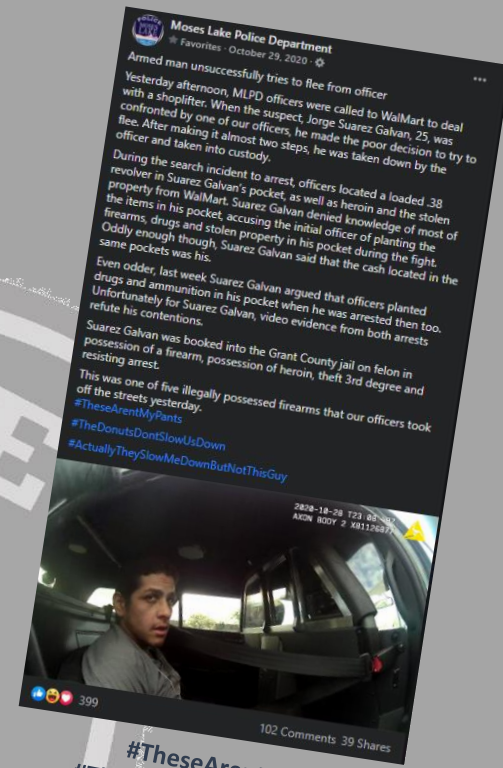 Moses Lake Police Department
Favorites · October 29, 2020 ·
Armed man unsuccessfully tries to flee from officer
Yesterday afternoon, MLPD officers were called to WalMart to deal
with a shoplifter. When the suspect, Jorge Suarez Galvan, 25, was
confronted by one of our officers, he made the poor decision to try to
flee. After making it almost two steps, he was taken down by the
officer and taken into custody.
During the search incident to arrest, officers located a loaded .38
revolver in Suarez Galvan's pocket, as well as heroin and the stolen
property from WalMart. Suarez Galvan denied knowledge of most of
the items in his pocket, accusing the initial officer of planting the
firearms, drugs and stolen property in his pocket during the fight.
Oddly enough though, Suarez Galvan said that the cash located in the
same pockets was his.
Even odder, last week Suarez Galvan argued that officers planted
drugs and ammunition in his pocket when he was arrested then too.
Unfortunately for Suarez Galvan, video evidence from both arrests
refute his contentions.
Suarez Galvan was booked into the Grant County jail on felon in
possession of a firearm, possession of heroin, theft 3rd degree and
resisting arrest.
This was one of five illegally possessed firearms that our officers took
off the streets yesterday.
#TheseArentMyPants
#TheDonutsDontSlowUsDown
#ActuallyTheySlowMeDownButNotThisGuy
2020-10-28
AXON BODY 2
399
102 Comments 39 Shares